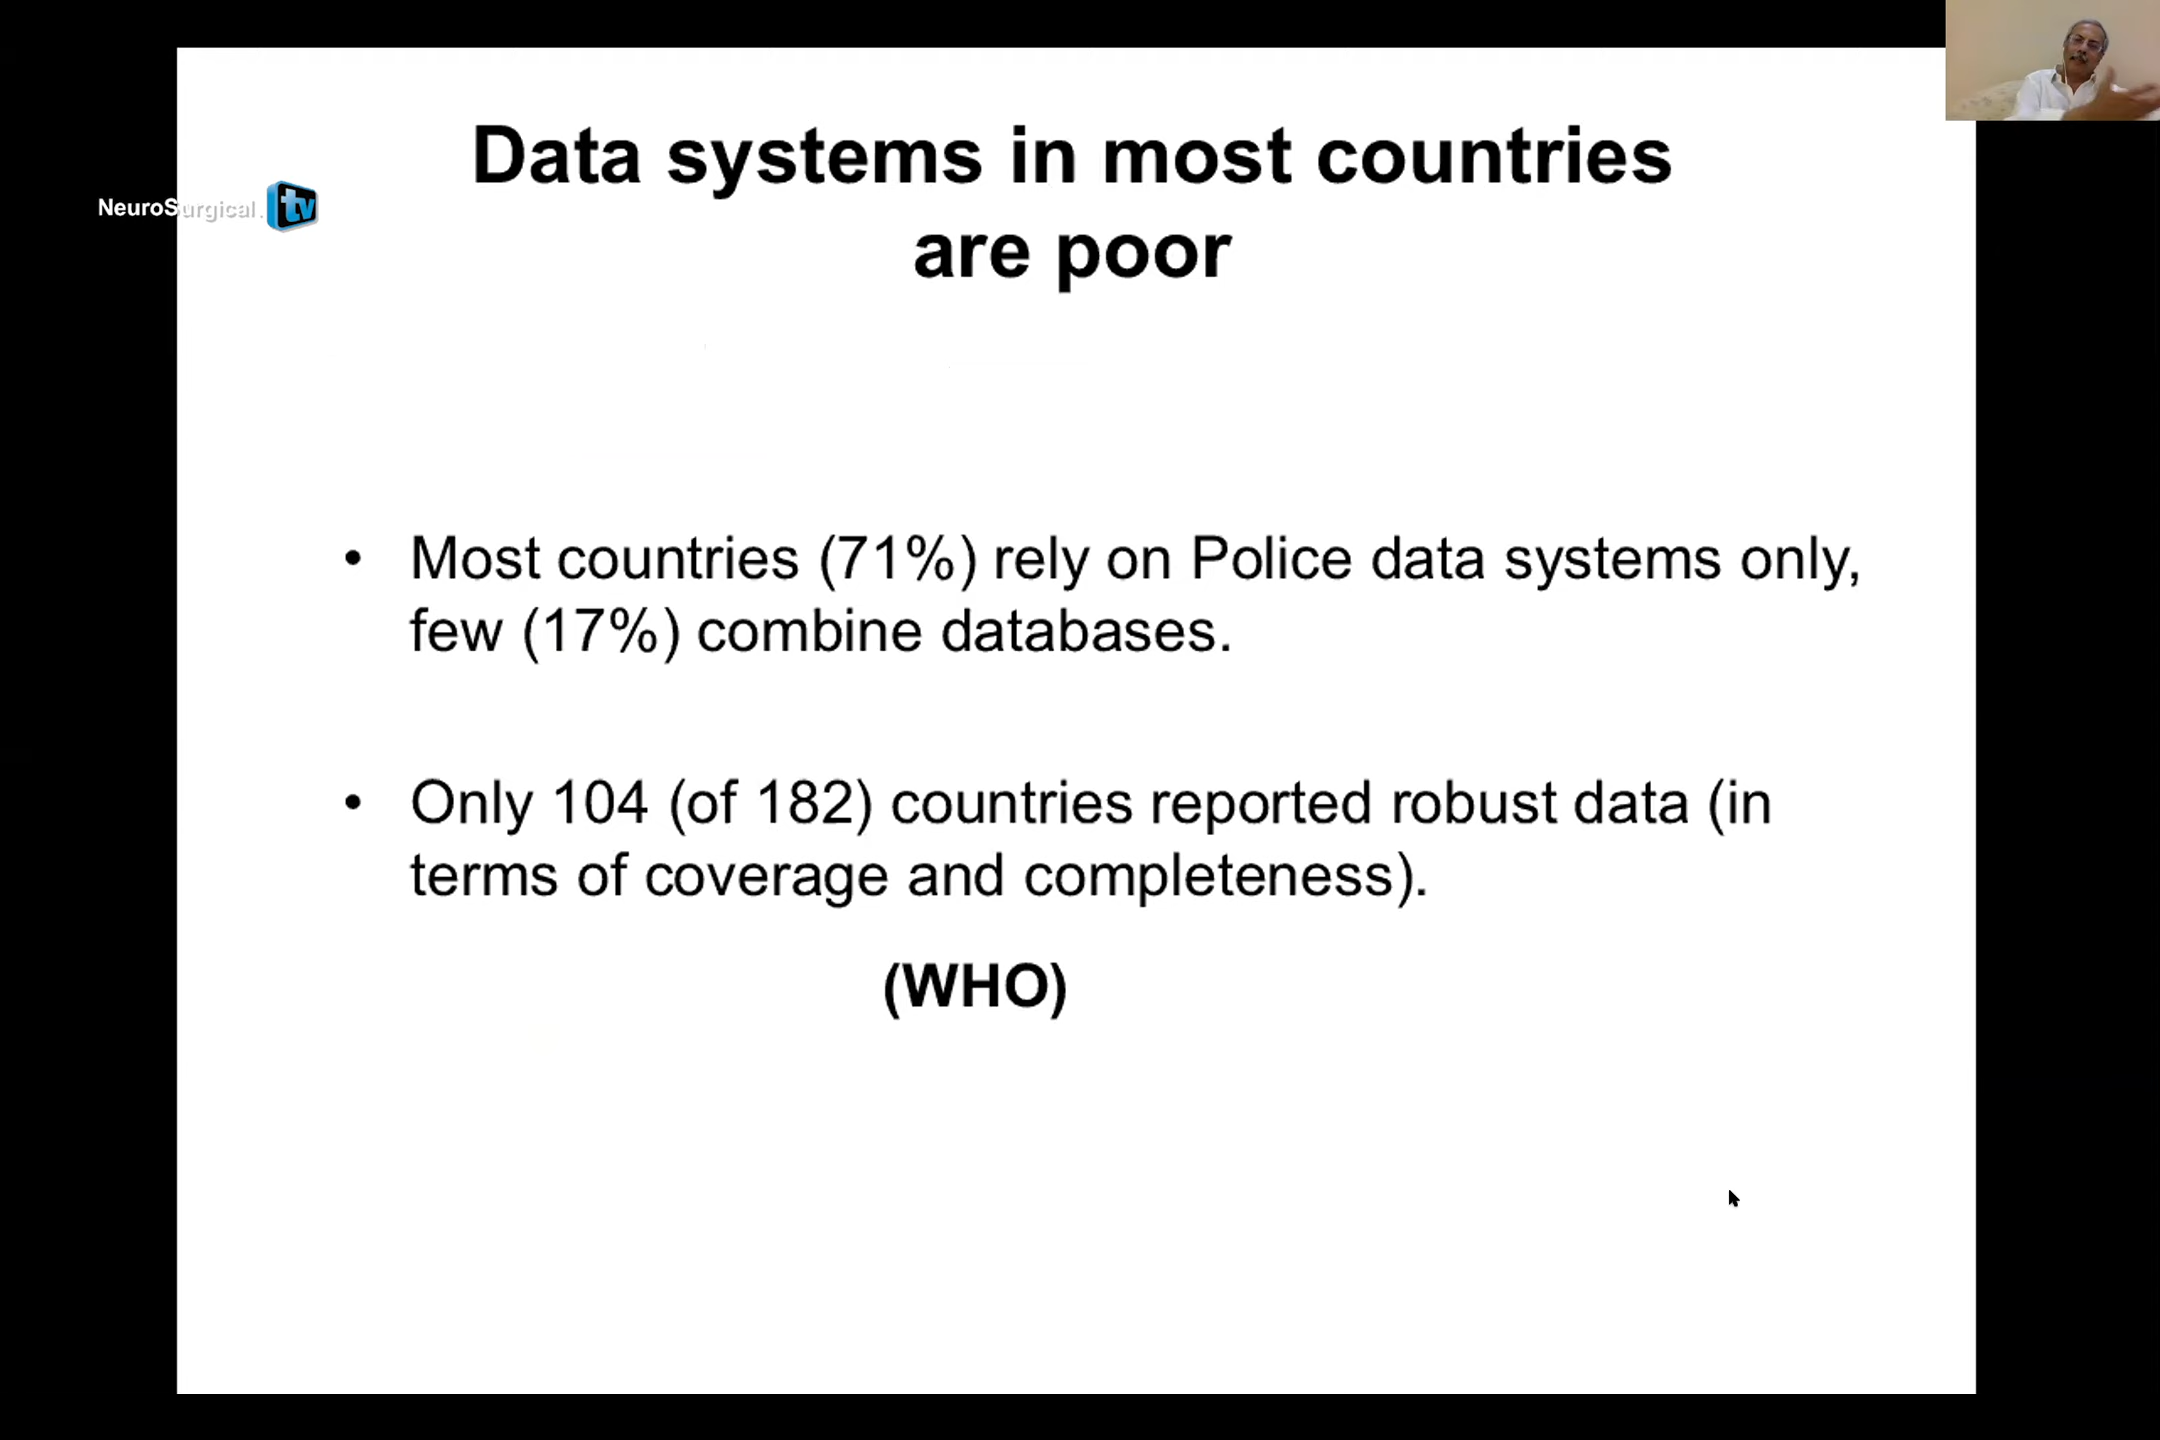 Data systems in most countries
are poor
NeuroSurgical.tv
• Most countries (71%) rely on Police data systems only,
few (17%) combine databases.
• Only 104 (of 182) countries reported robust data (in
terms of coverage and completeness).
(WHO)